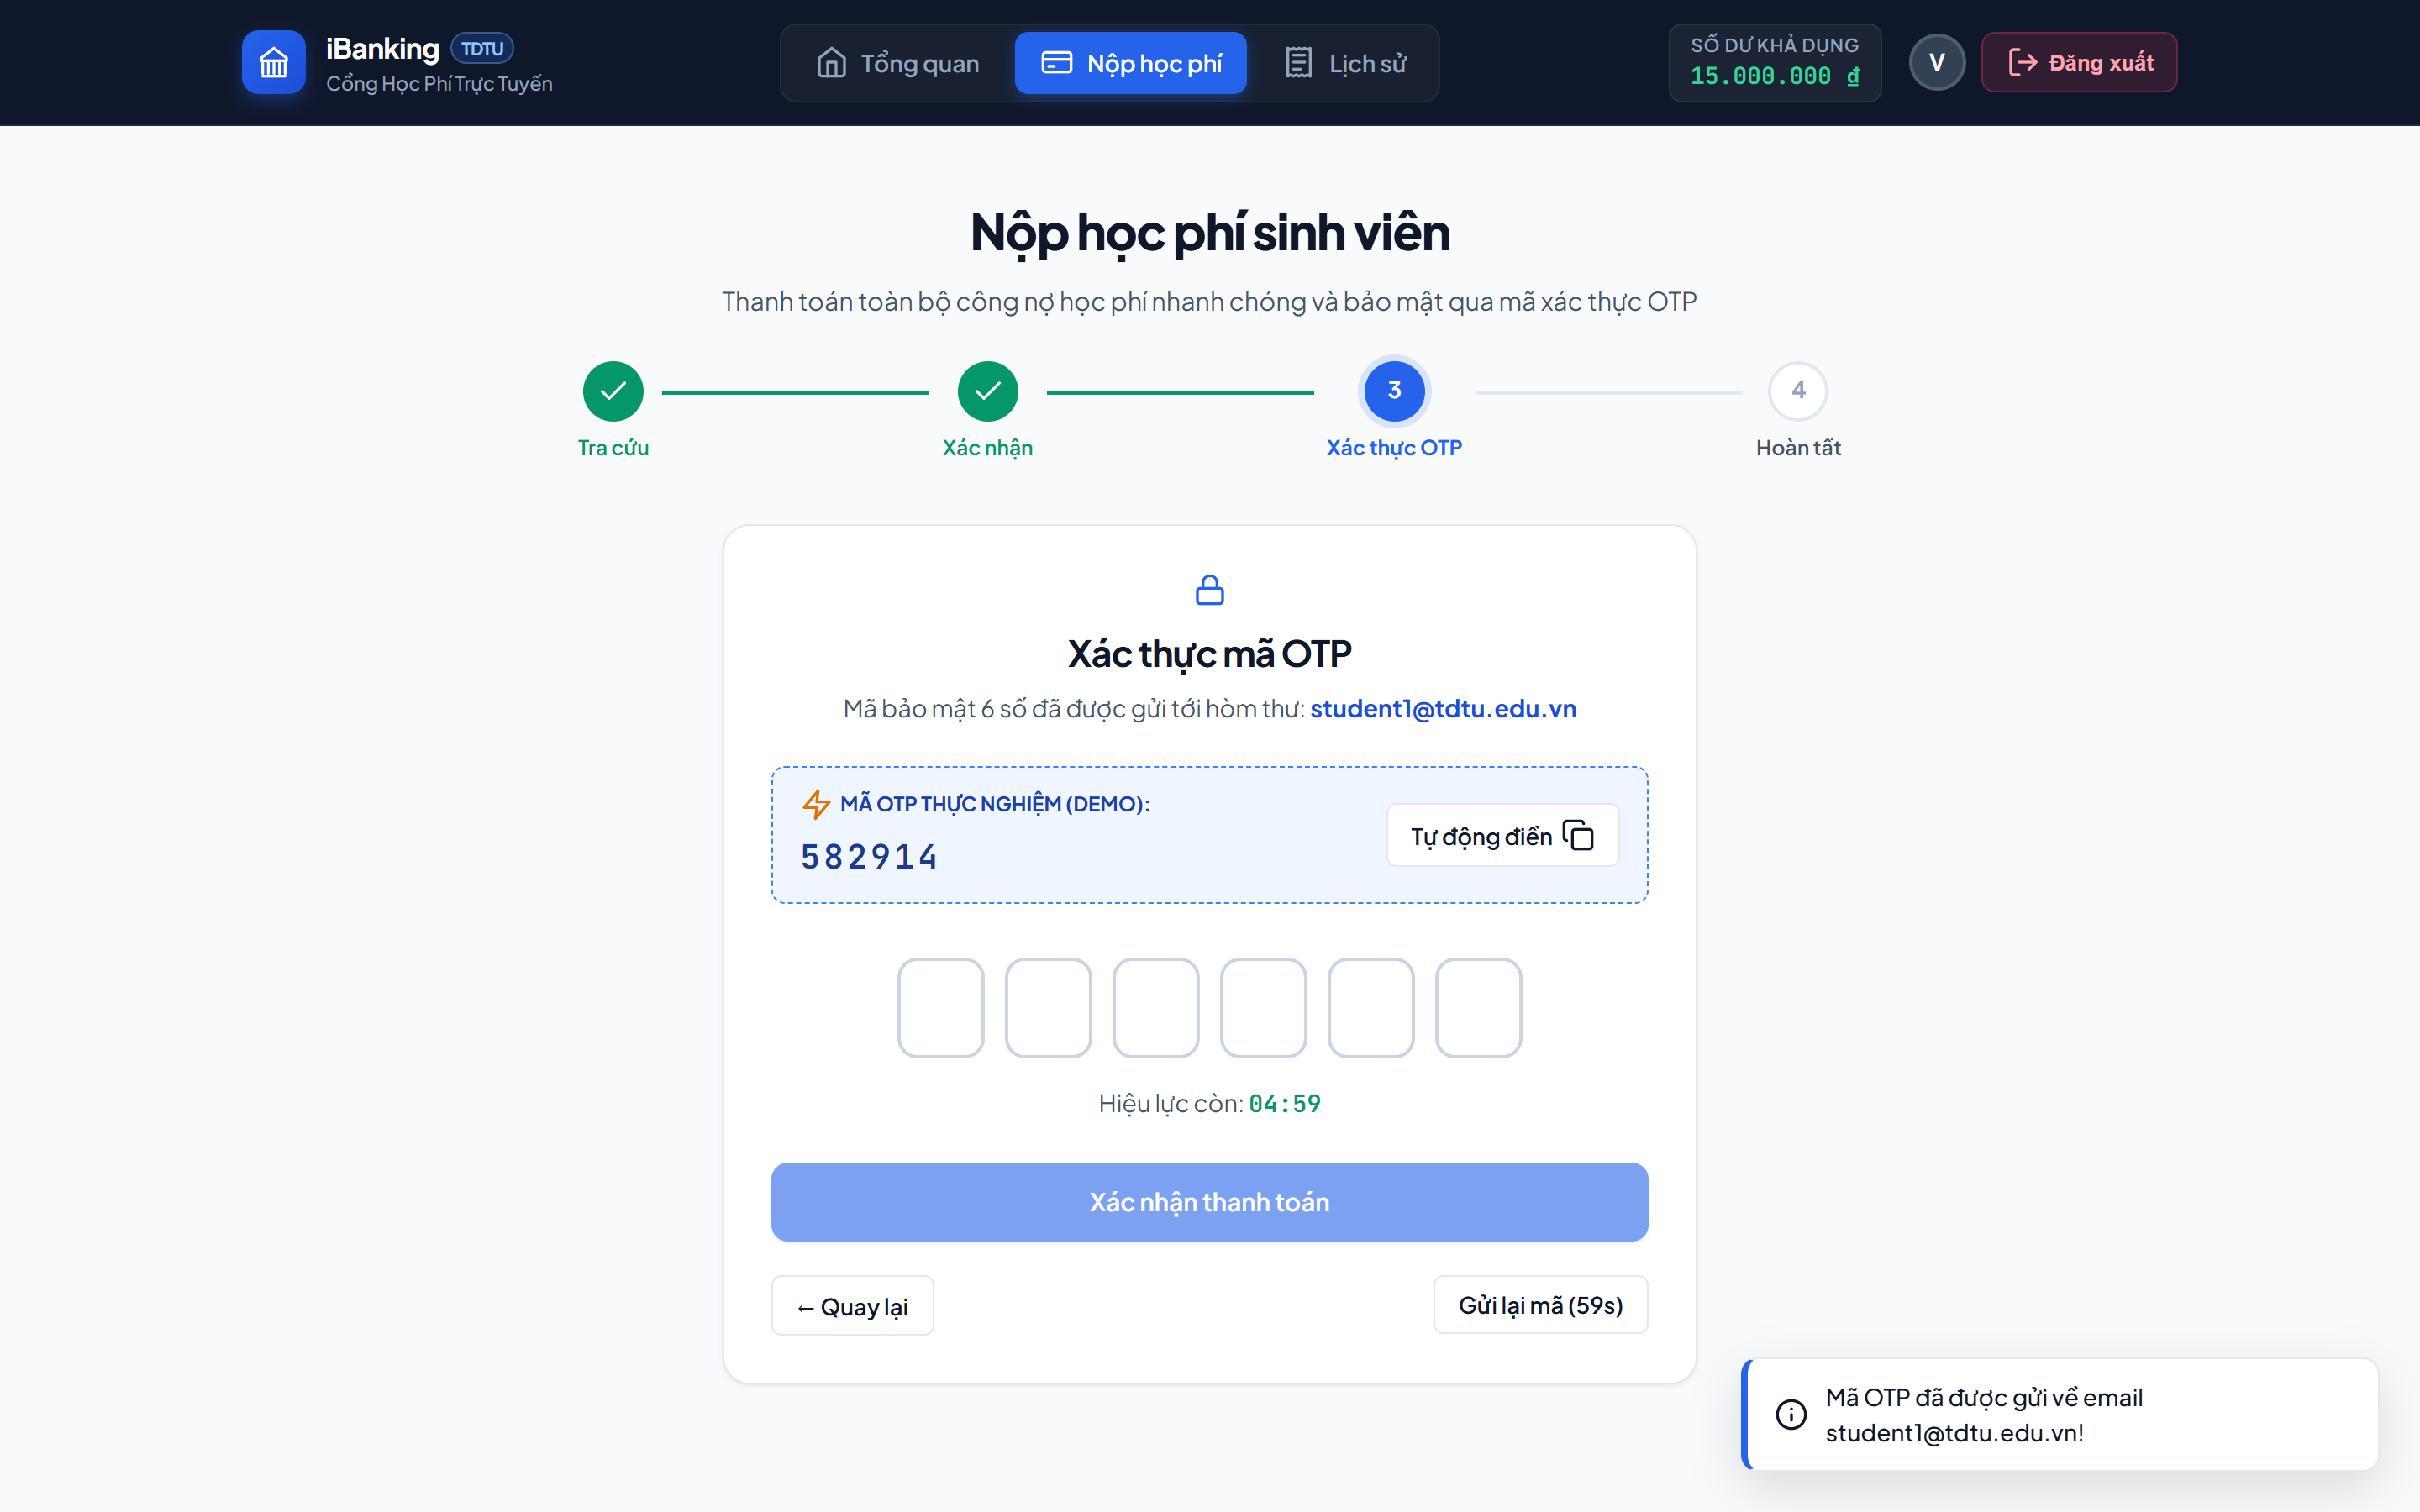 iBanking TDTU
Cổng Học Phí Trực Tuyến
Tổng quan
Nộp học phí
Lịch sử
SỐ DƯ KHẢ DỤNG
15.000.000 ₫
V
Đăng xuất
Nộp học phí sinh viên
Thanh toán toàn bộ công nợ học phí nhanh chóng và bảo mật qua mã xác thực OTP
3
4
Tra cứu
Xác nhận
Xác thực OTP
Hoàn tất
Xác thực mã OTP
Mã bảo mật 6 số đã được gửi tới hòm thư: student1@tdtu.edu.vn
MÃ OTP THỰC NGHIỆM (DEMO):
582914
Tự động điền
Hiệu lực còn: 04:59
Xác nhận thanh toán
← Quay lại
Gửi lại mã (59s)
Mã OTP đã được gửi về email
student1@tdtu.edu.vn!